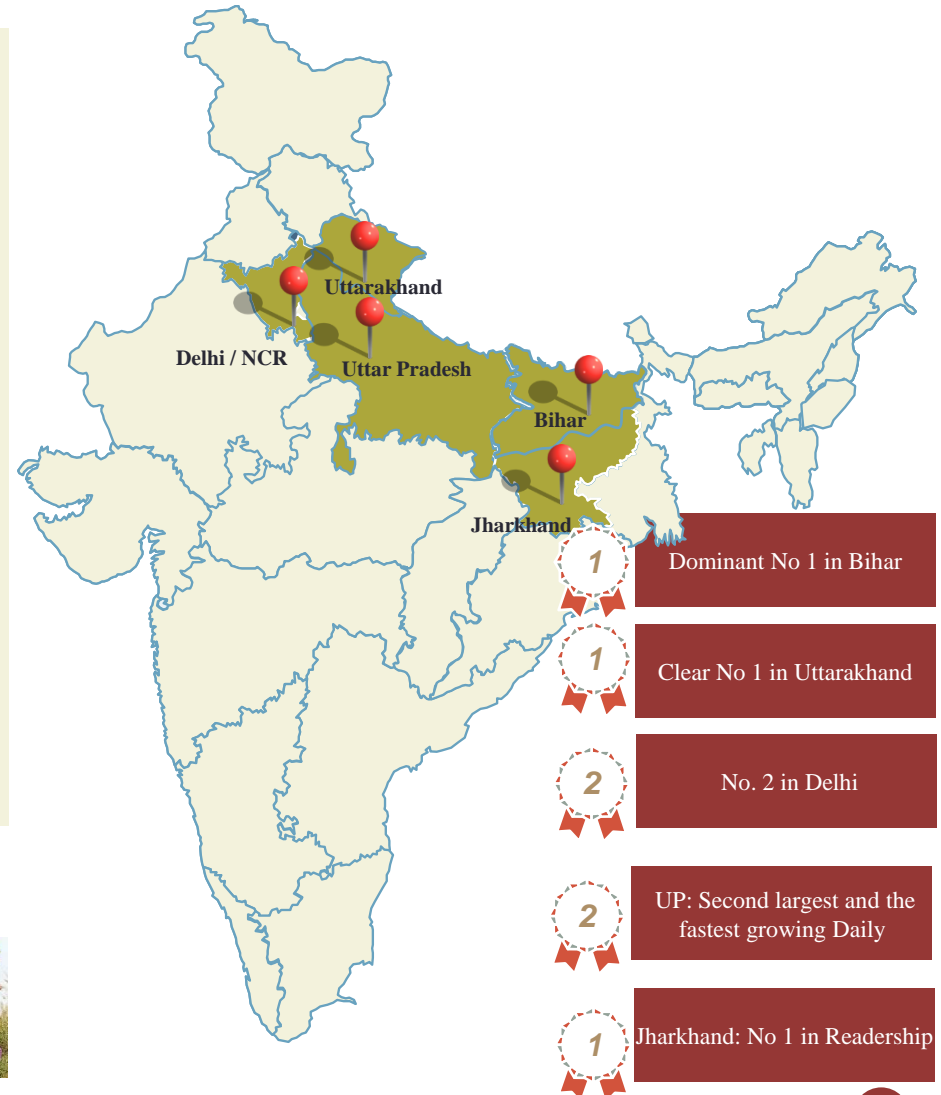 Uttarakhand
Delhi / NCR
Uttar Pradesh
Bihar
Jharkhand
1
Dominant No 1 in Bihar
1
Clear No 1 in Uttarakhand
2
No. 2 in Delhi
2
UP: Second largest and the
fastest growing Daily
1
Jharkhand: No 1 in Readership